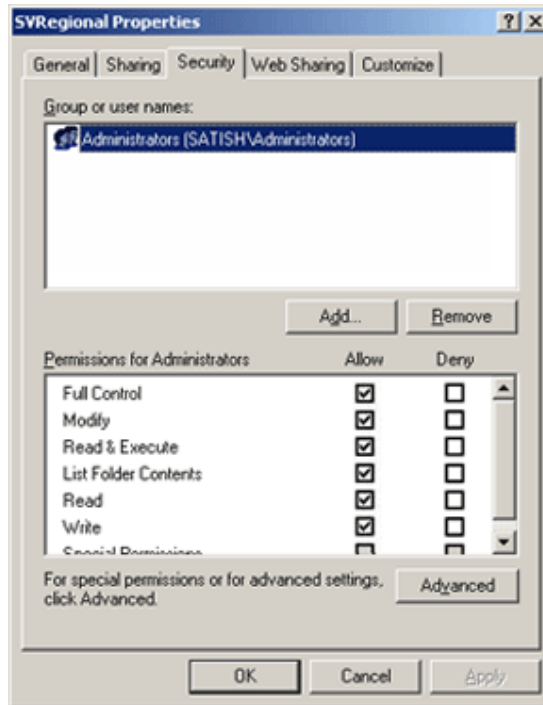 SVRegional Properties
General Sharing Security Web Sharing Customize
Group or user names:
Administrators (SATISH\Administrators)
Add... Remove
Permissions for Administrators Allow Deny
Full Control
Modify
Read & Execute
List Folder Contents
Read
Write
Special Permissions
For special permissions or for advanced settings,
click Advanced.
Advanced
OK Cancel Apply